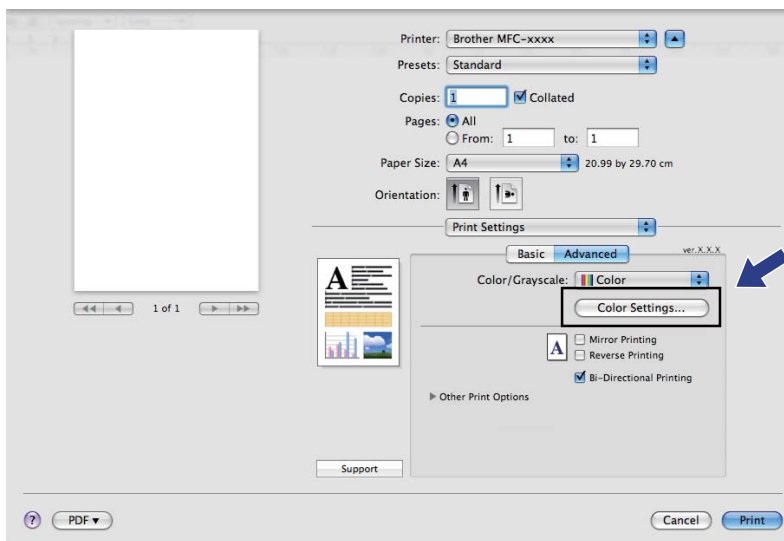 Printer: Brother MFC-xxxx
Presets: Standard
Copies: 1 Collated
Pages: All
From: 1 to: 1
Paper Size: A4 20.99 by 29.70 cm
Orientation:
Print Settings
Basic Advanced ver.X.X.X
Color/Grayscale: Color
Color Settings...
A
A Mirror Printing
Reverse Printing
Bi-Directional Printing
Other Print Options
1 of 1
Support
? PDF Cancel Print